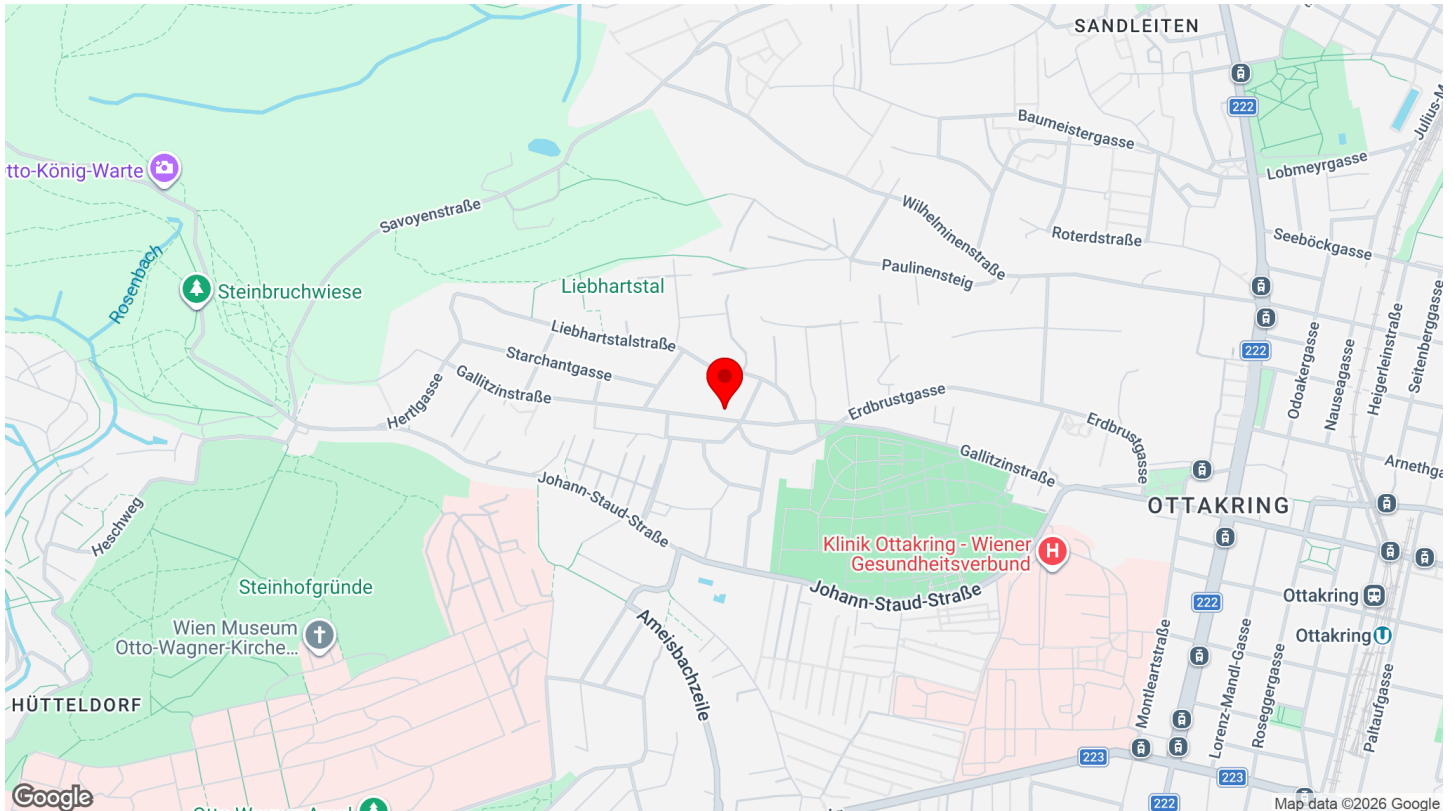 SANDLEITEN
222
Julius-M
Baumeistergasse
Lobmeyrgasse
tto-König-Warte
Savoyenstraße
Wilhelminenstraße
Roterdstraße
Seeböckgasse
Rosenbach
Steinbruchwiese
Liebhartstal
Paulinensteig
Liebhartstalstraße
Starchantgasse
Gallitzinstraße
Hertlgasse
222
Odoakergasse
Nauseagasse
Heigerleinstraße
Seitenberggasse
Erdbrustgasse
Erdbrustgasse
Gallitzinstraße
Arnethga
Heschweg
Johann-Staud-Straße
OTTAKRING
Klinik Ottakring - Wiener
Gesundheitsverbund
H
Johann-Staud-Straße
Steinhofgründe
Wien Museum
Otto-Wagner-Kirche...
Ameisbachzeile
222
Ottakring
Ottakring U
Montleartstraße
Lorenz-Mandl-Gasse
Roseggergasse
Paltaufgasse
HÜTTELDORF
223
223
222
Google
Map data ©2026 Google